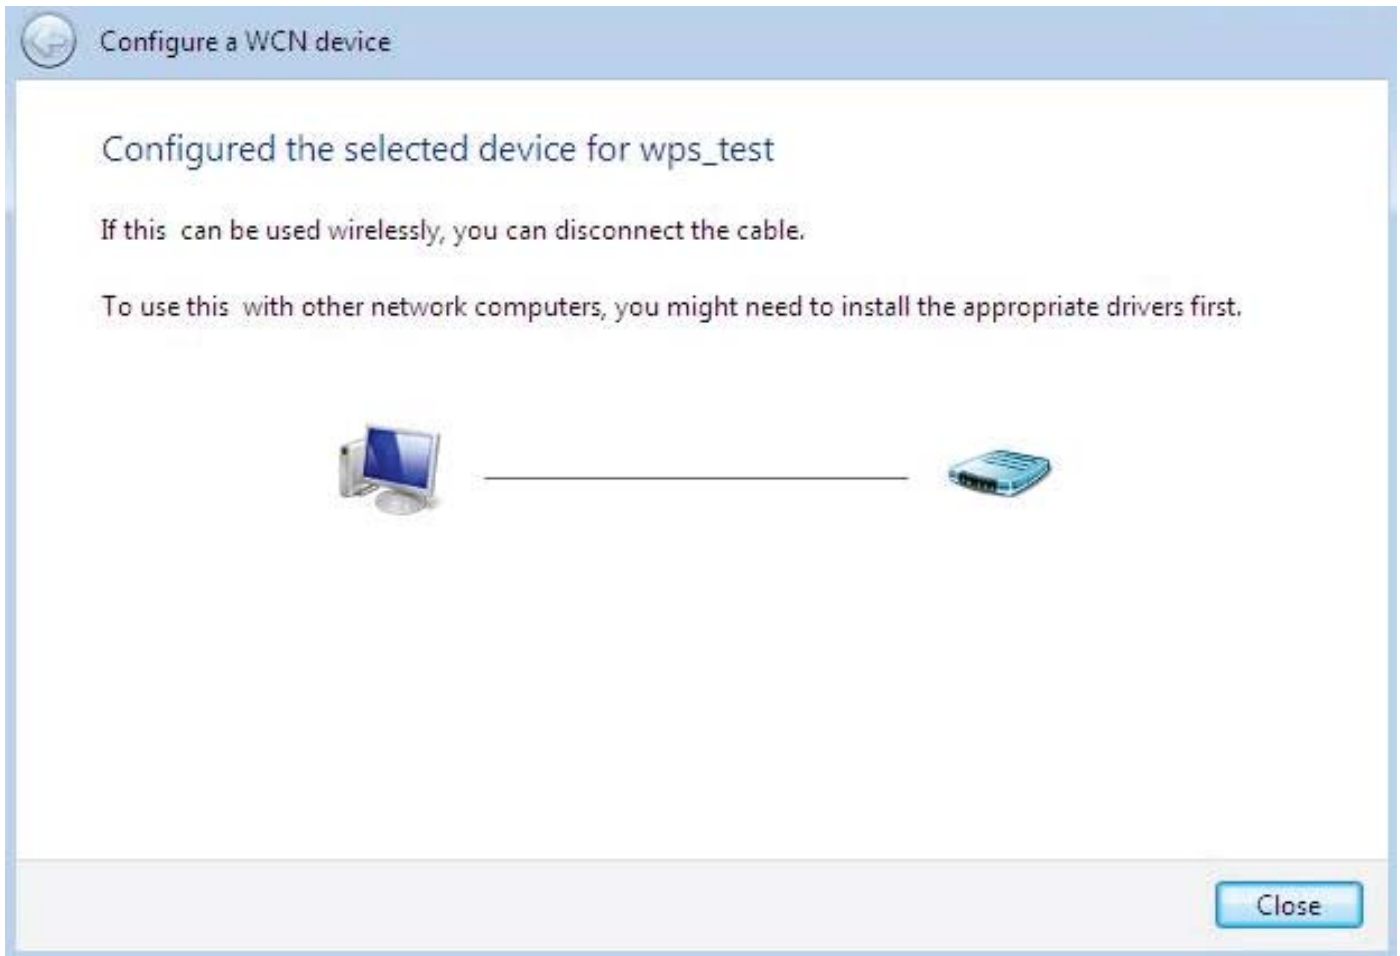 Configure a WCN device
Configured the selected device for wps_test
If this  can be used wirelessly, you can disconnect the cable.
To use this  with other network computers, you might need to install the appropriate drivers first.
Close